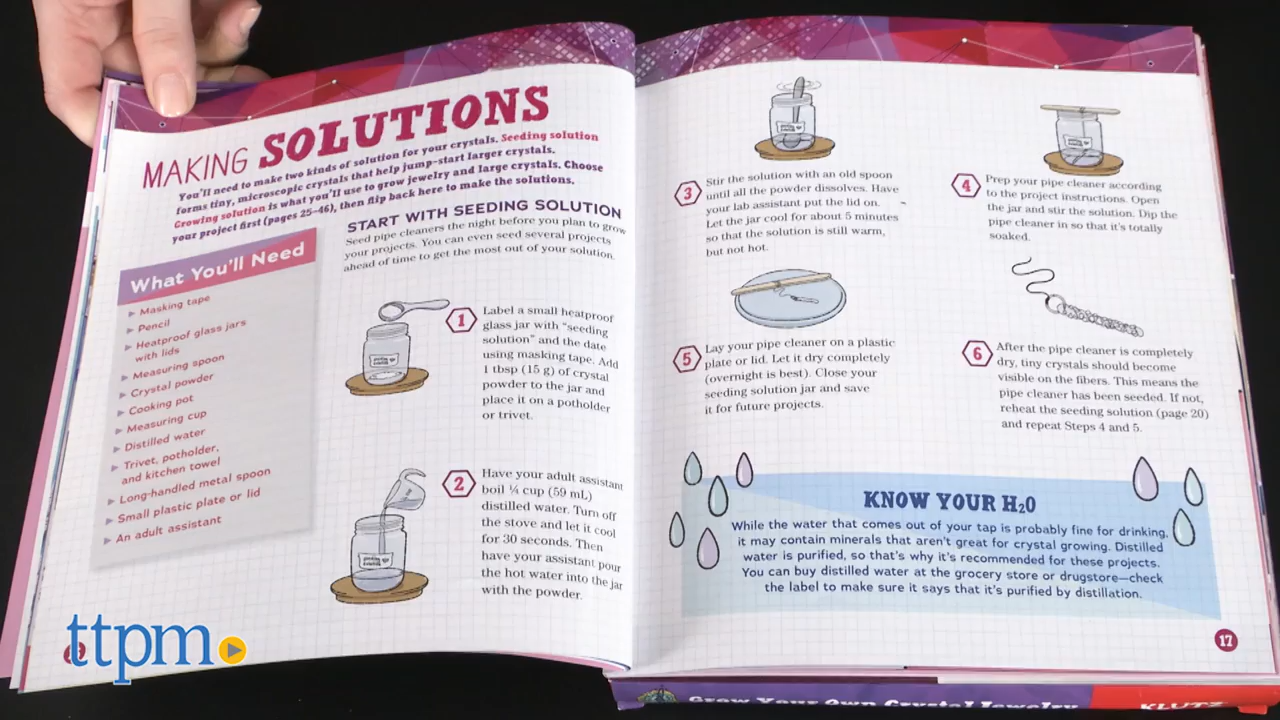 MAKING SOLUTIONS
You'll need to make two kinds of solution for your crystals. Seeding solution
forms tiny, microscopic crystals that help jump-start larger crystals.
Growing solution is what you'll use to grow jewelry and large crystals. Choose
your project first (pages 25–46), then flip back here to make the solutions.
What You'll Need
Masking tape
Pencil
Heatproof glass jars
with lids
Measuring spoon
Crystal powder
Cooking pot
Measuring cup
Distilled water
Trivet, potholder,
and kitchen towel
Long-handled metal spoon
Small plastic plate or lid
An adult assistant
START WITH SEEDING SOLUTION
Seed pipe cleaners the night before you plan to grow
your projects. You can even seed several projects
ahead of time to get the most out of your solution.
1
Label a small heatproof
glass jar with "seeding
solution" and the date
using masking tape. Add
1 tbsp (15 g) of crystal
powder to the jar and
place it on a potholder
or trivet.
2
Have your adult assistant
boil ¼ cup (59 mL)
distilled water. Turn off
the stove and let it cool
for 30 seconds. Then
have your assistant pour
the hot water into the jar
with the powder.
3
Stir the solution with an old spoon
until all the powder dissolves. Have
your lab assistant put the lid on.
Let the jar cool for about 5 minutes
so that the solution is still warm,
but not hot.
4
Prep your pipe cleaner according
to the project instructions. Open
the jar and stir the solution. Dip the
pipe cleaner in so that it's totally
soaked.
5
Lay your pipe cleaner on a plastic
plate or lid. Let it dry completely
(overnight is best). Close your
seeding solution jar and save
it for future projects.
6
After the pipe cleaner is completely
dry, tiny crystals should become
visible on the fibers. This means the
pipe cleaner has been seeded. If not,
reheat the seeding solution (page 20)
and repeat Steps 4 and 5.
KNOW YOUR H2O
While the water that comes out of your tap is probably fine for drinking,
it may contain minerals that aren't great for crystal growing. Distilled
water is purified, so that's why it's recommended for these projects.
You can buy distilled water at the grocery store or drugstore—check
the label to make sure it says that it's purified by distillation.
17
ttpm
Grow Your Own Crystal Jewelry
KLUTZ